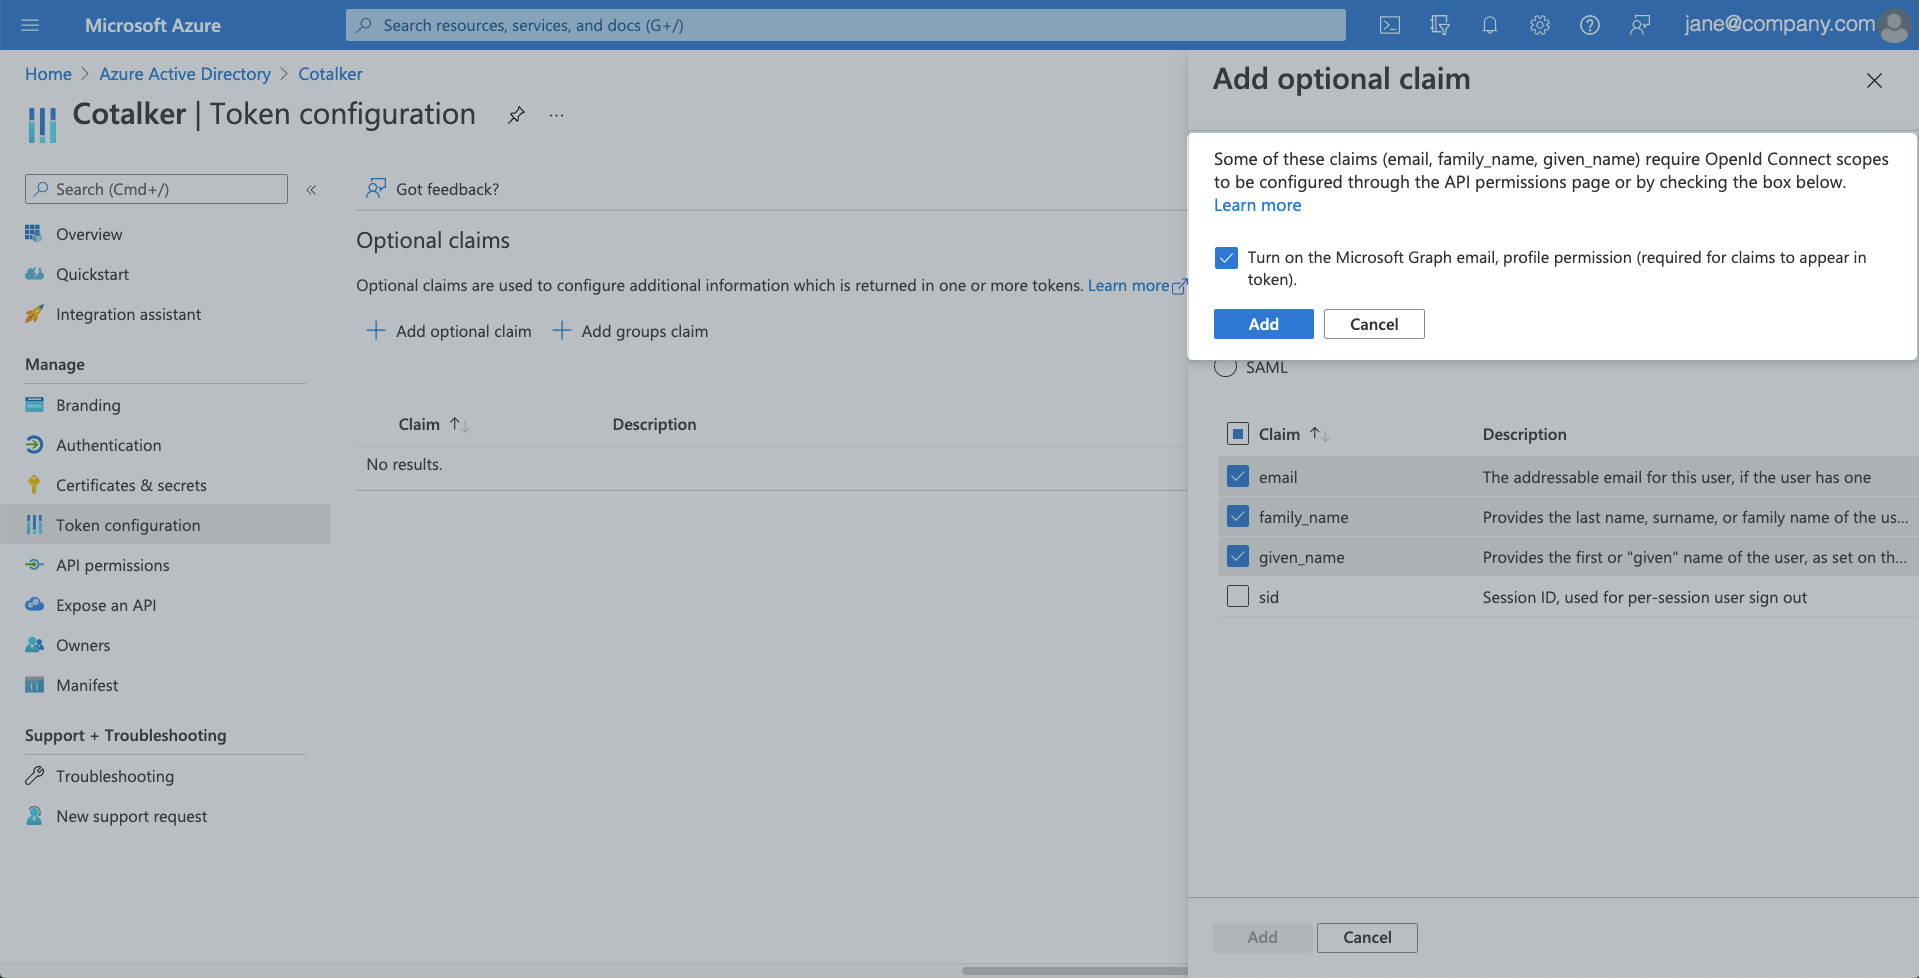 Microsoft Azure
Search resources, services, and docs (G+/)
jane@company.com
Home > Azure Active Directory > Cotalker
Cotalker | Token configuration
...
Search (Cmd+/)
«
Overview
Quickstart
Integration assistant
Manage
Branding
Authentication
Certificates & secrets
Token configuration
API permissions
Expose an API
Owners
Manifest
Support + Troubleshooting
Troubleshooting
New support request
Got feedback?
Optional claims
Optional claims are used to configure additional information which is returned in one or more tokens. Learn more
+ Add optional claim + Add groups claim
Claim ↑↓ Description
No results.
Add optional claim
Some of these claims (email, family_name, given_name) require OpenId Connect scopes
to be configured through the API permissions page or by checking the box below.
Learn more
Turn on the Microsoft Graph email, profile permission (required for claims to appear in
token).
Add Cancel
SAML
Claim ↑↓ Description
email The addressable email for this user, if the user has one
family_name Provides the last name, surname, or family name of the us...
given_name Provides the first or "given" name of the user, as set on th...
sid Session ID, used for per-session user sign out
Add Cancel